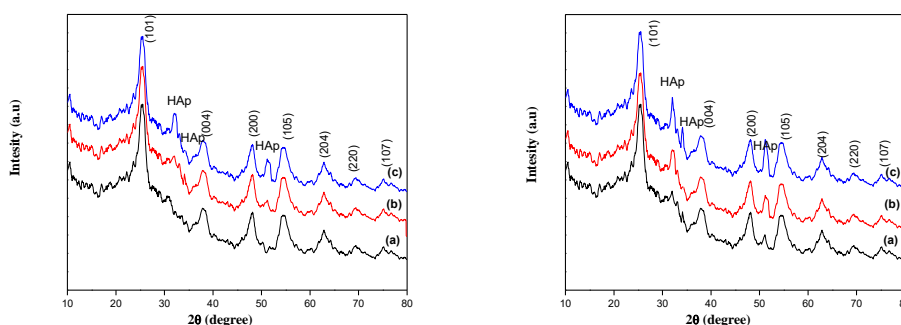 (101)
HAp
HAp
(004)
(200)
HAp
(105)
(204)
(220)
(107)
(c)
(b)
(a)
Intesity (a.u)
10 20 30 40 50 60 70 80
2θ (degree)
(101)
HAp
HAp
(004)
(200)
HAp
(105)
(204)
(220)
(107)
(c)
(b)
(a)
Intesity (a.u)
10 20 30 40 50 60 70 80
2θ (degree)